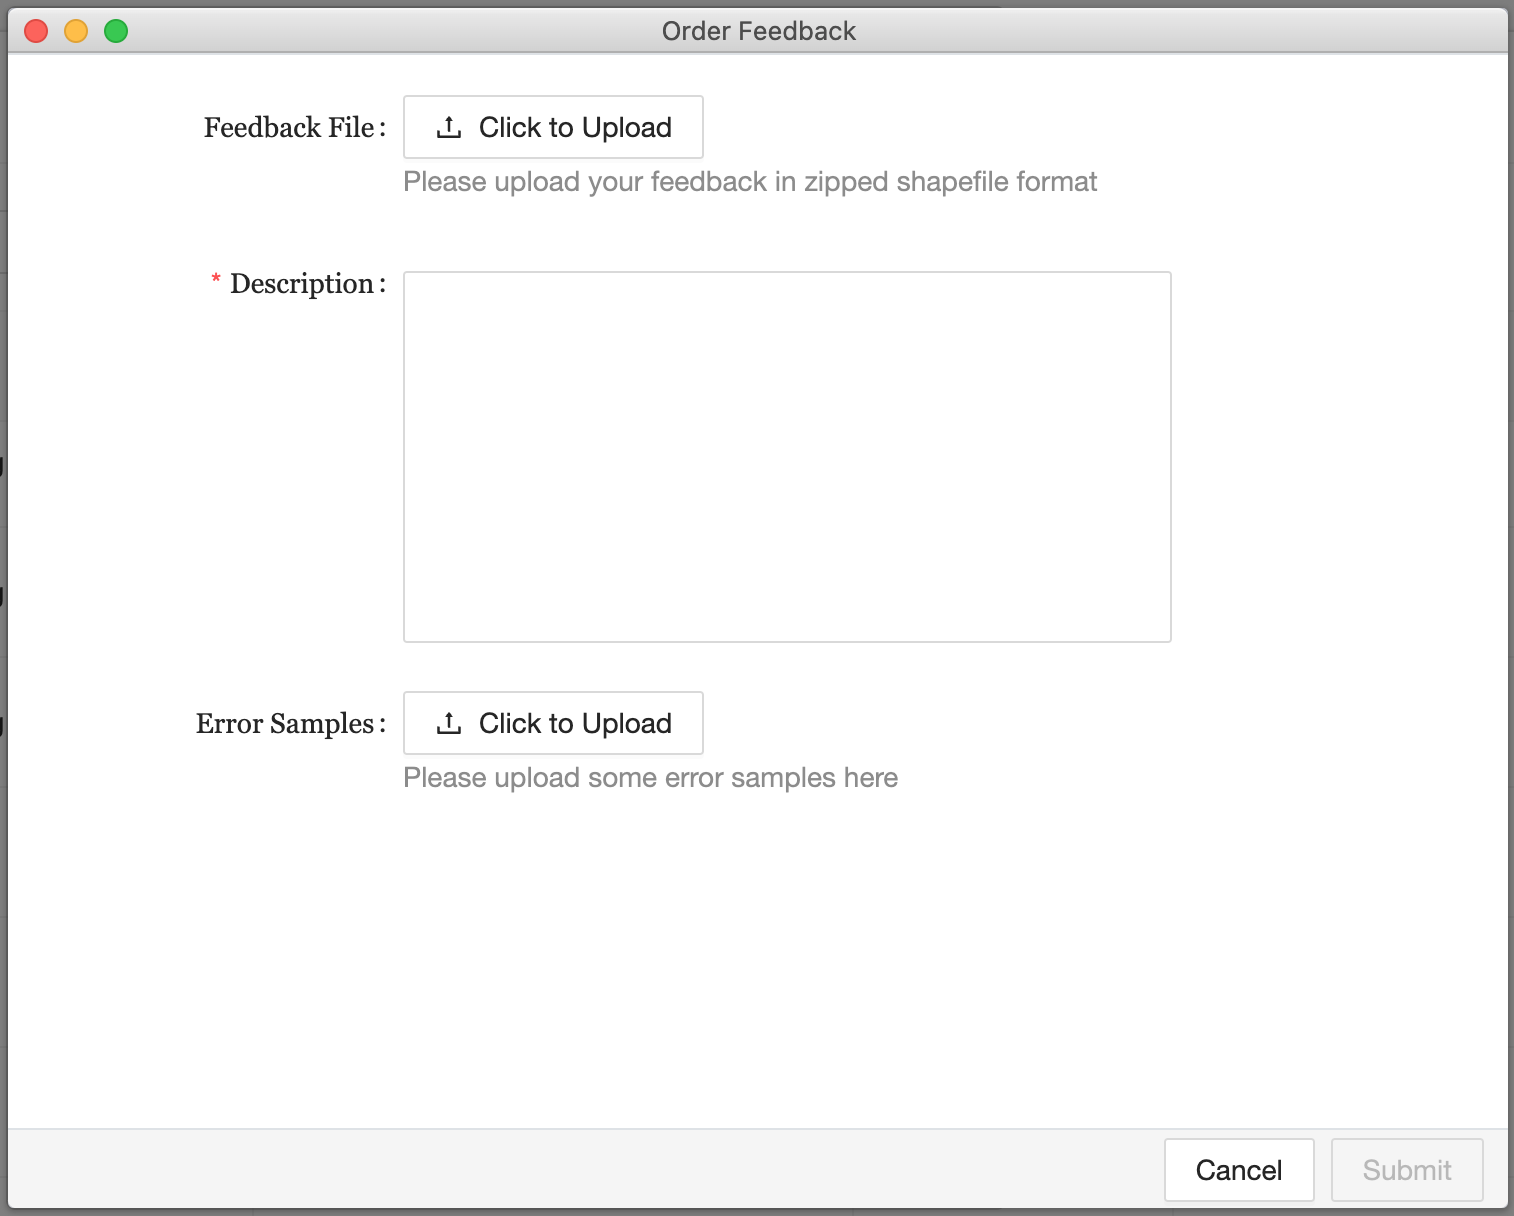 Order Feedback
Feedback File:
Click to Upload
Please upload your feedback in zipped shapefile format
* Description:
Error Samples:
Click to Upload
Please upload some error samples here
Cancel
Submit